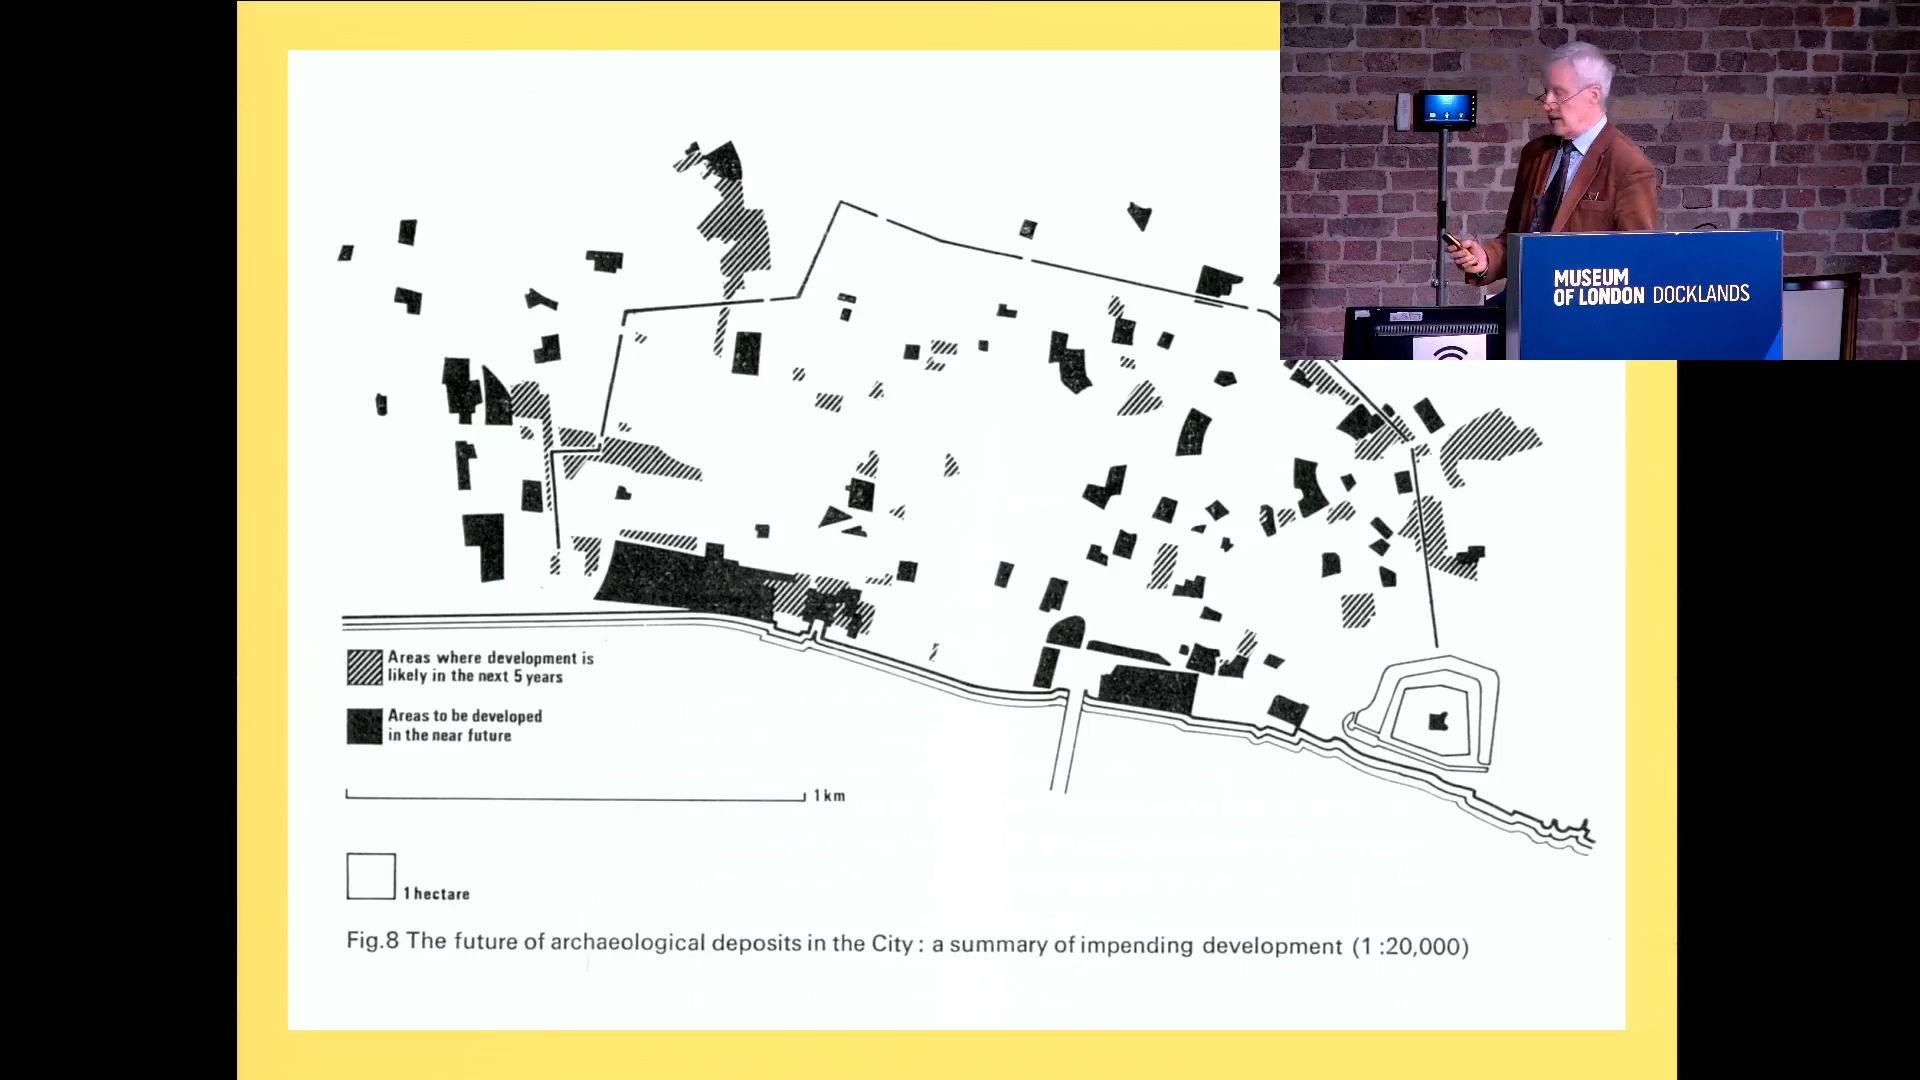 MUSEUM
OF LONDON DOCKLANDS
Areas where development is
likely in the next 5 years
Areas to be developed
in the near future
1 km
1 hectare
Fig.8 The future of archaeological deposits in the City : a summary of impending development (1 :20,000)